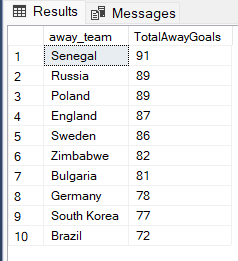 Results Messages
away_team TotalAwayGoals
1 Senegal 91
2 Russia 89
3 Poland 89
4 England 87
5 Sweden 86
6 Zimbabwe 82
7 Bulgaria 81
8 Germany 78
9 South Korea 77
10 Brazil 72